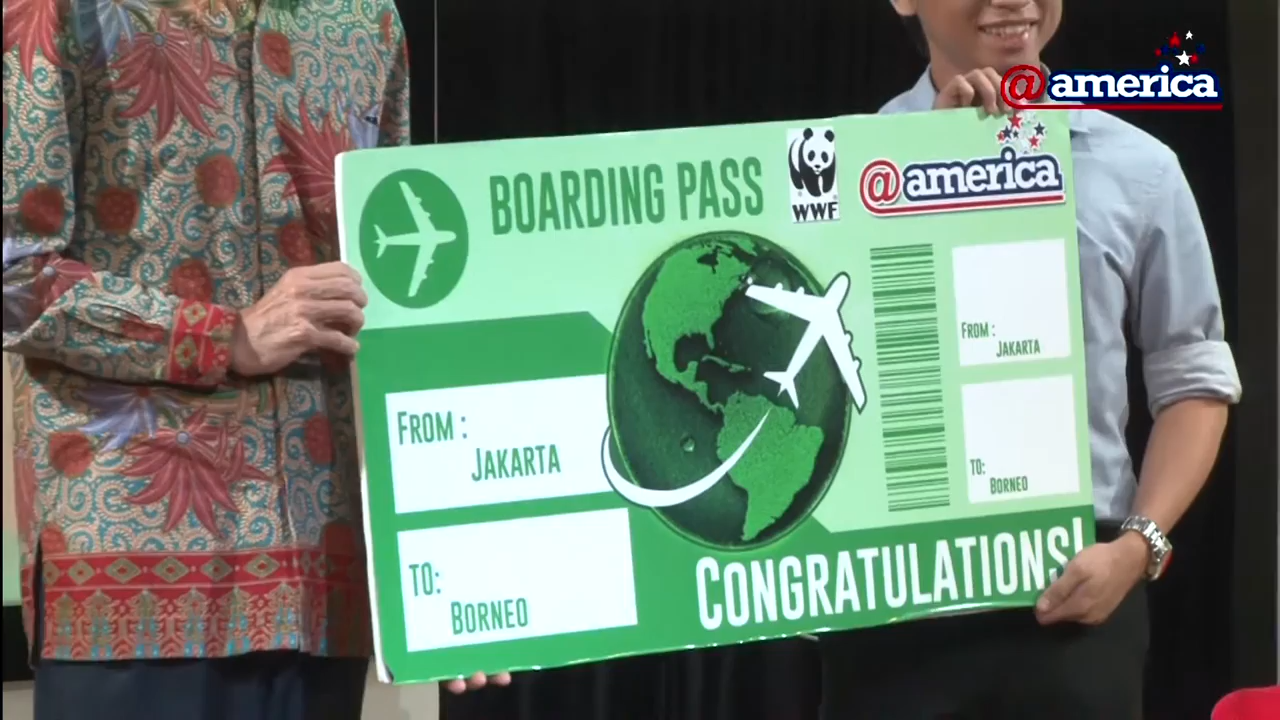 @america
BOARDING PASS
WWF
@america
FROM :
JAKARTA
TO:
BORNEO
FROM :
JAKARTA
TO:
BORNEO
CONGRATULATIONS!